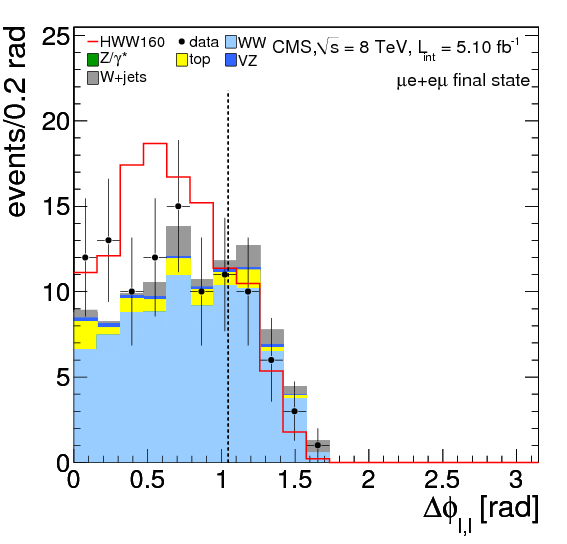 25
20
15
10
5
0
events/0.2 rad
HWW160
data
WW
Z/γ*
top
VZ
W+jets
CMS,√s = 8 TeV, L_int = 5.10 fb⁻¹
μe+eμ final state
0 0.5 1 1.5 2 2.5 3
Δϕ_l,l [rad]